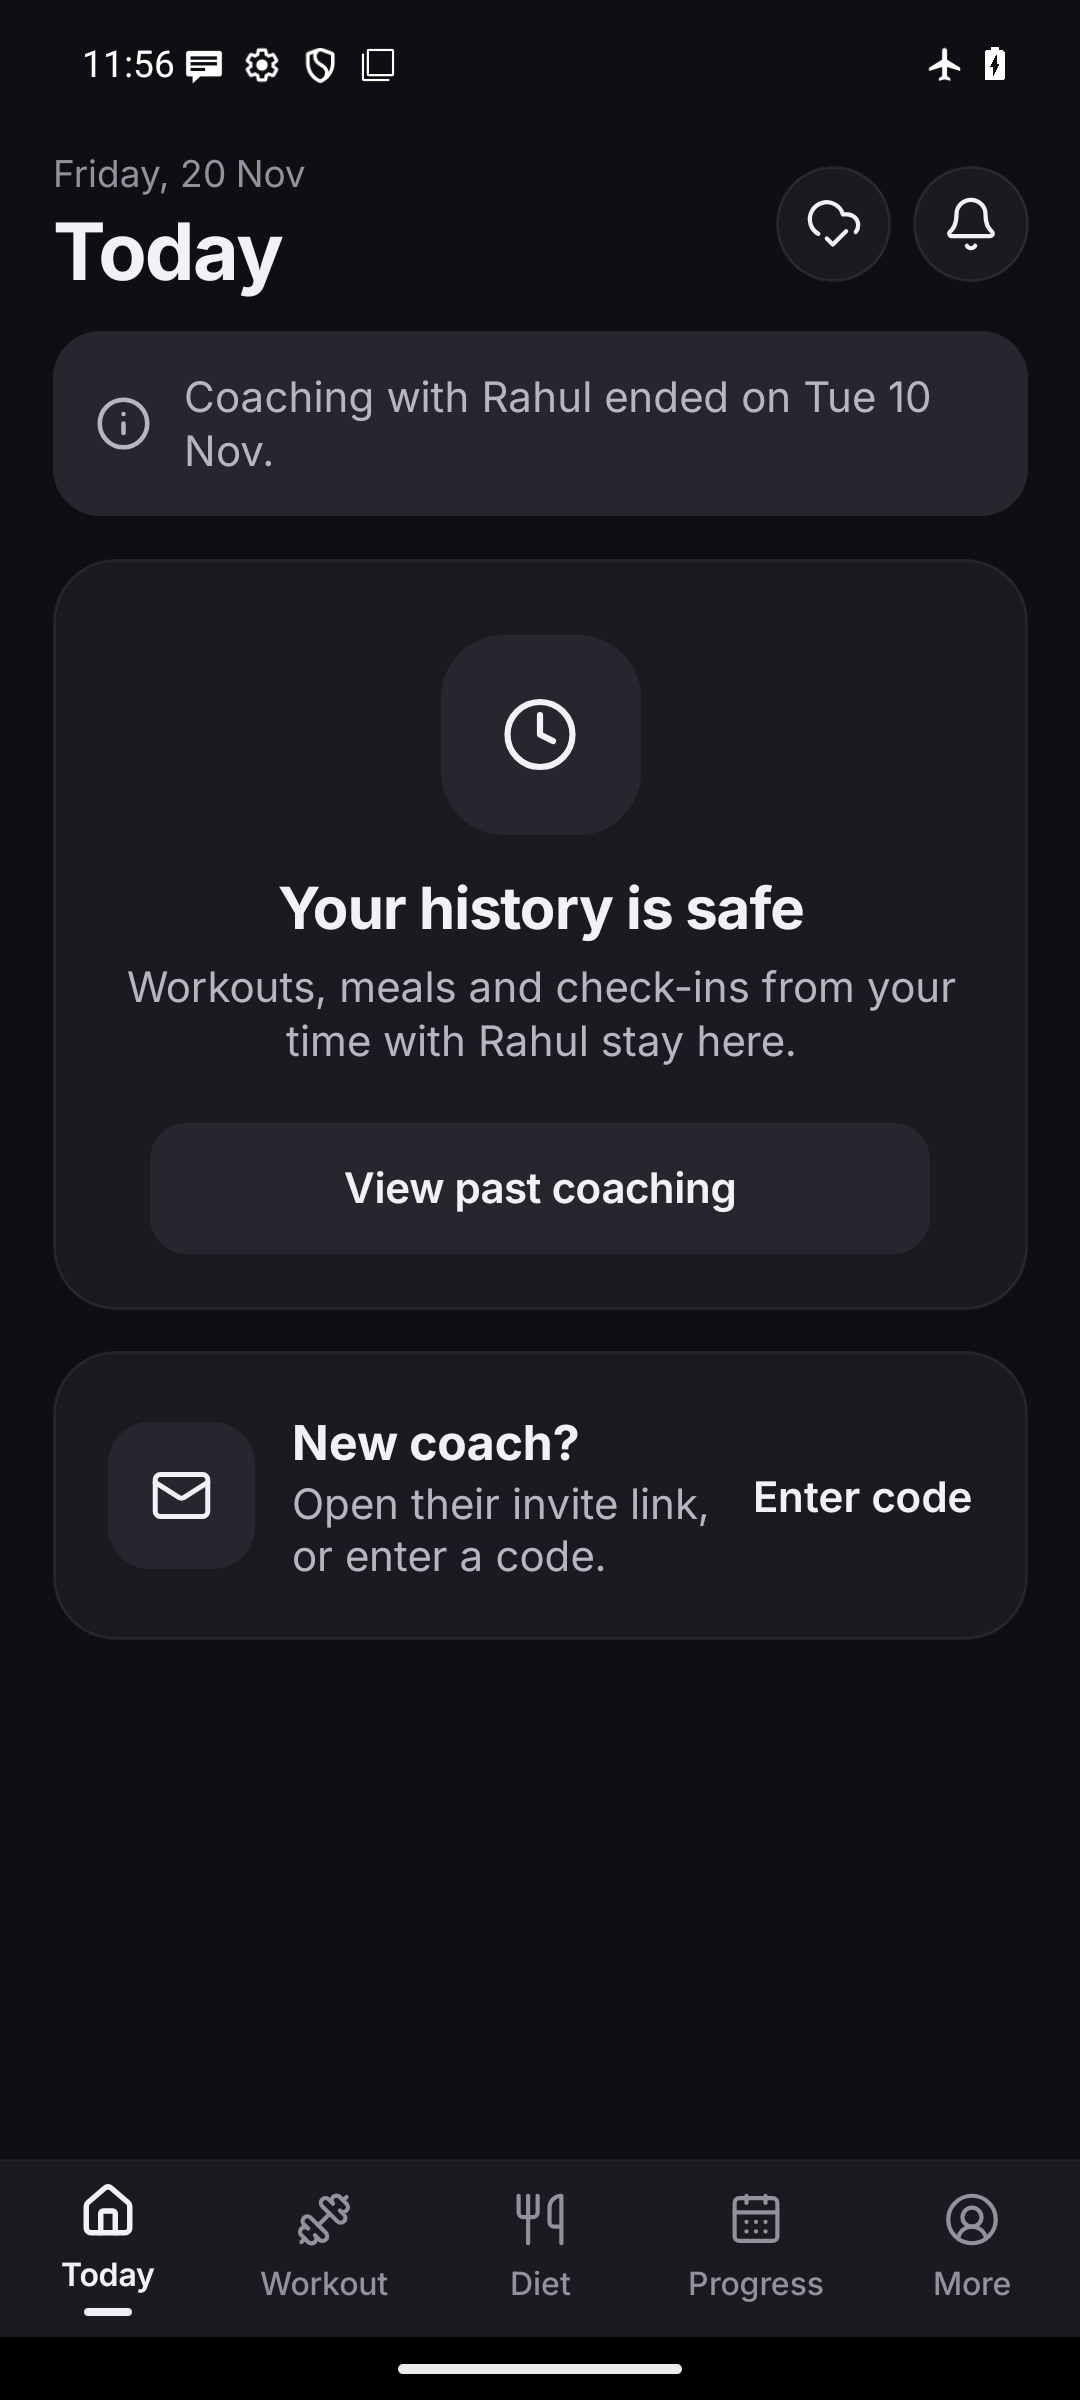 11:56
Friday, 20 Nov
Today
Coaching with Rahul ended on Tue 10
Nov.
Your history is safe
Workouts, meals and check-ins from your
time with Rahul stay here.
View past coaching
New coach?
Open their invite link,
or enter a code.
Enter code
Today
Workout
Diet
Progress
More